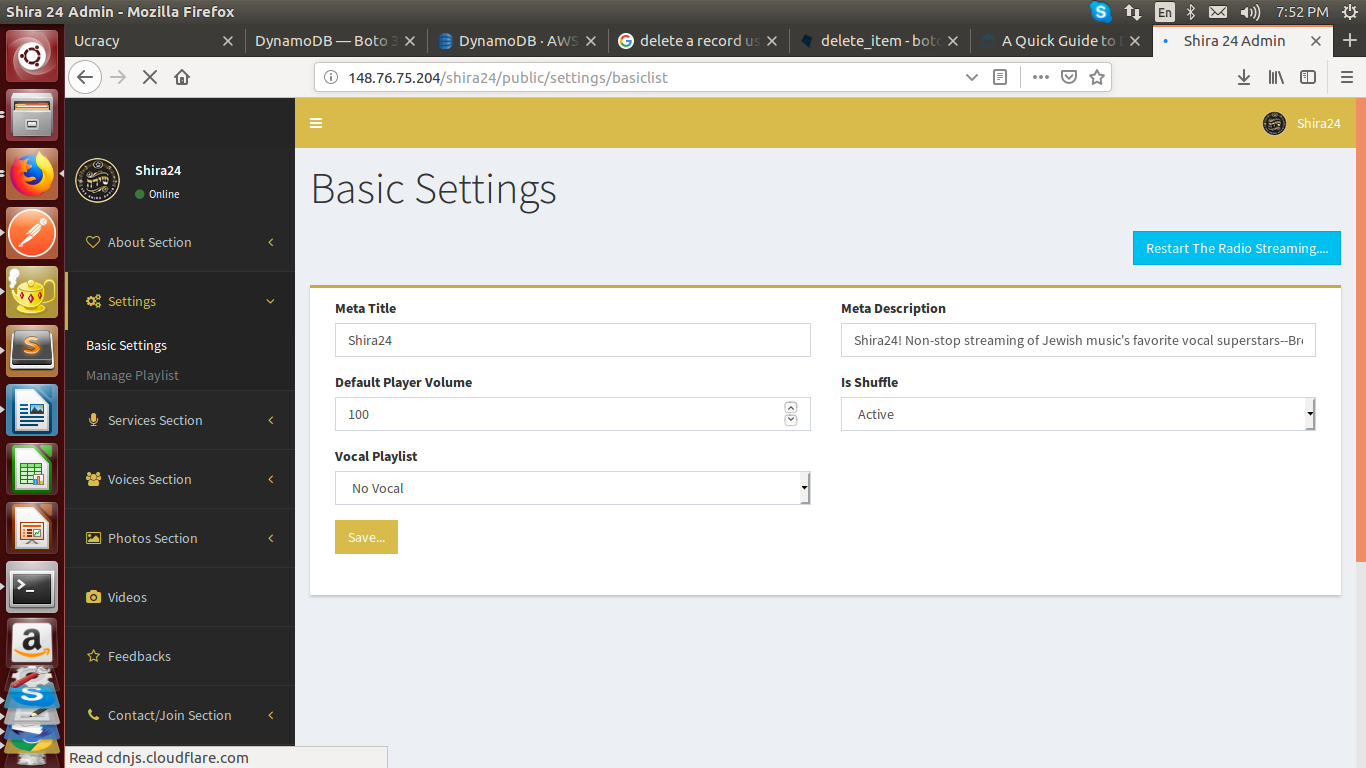 Shira 24 Admin - Mozilla Firefox
En
7:52 PM
Ucracy
DynamoDB — Boto 3
DynamoDB · AWS
delete a record us
delete_item - boto
A Quick Guide to
Shira 24 Admin
148.76.75.204/shira24/public/settings/basiclist
Shira24
Shira24
Online
About Section
Settings
Basic Settings
Manage Playlist
Services Section
Voices Section
Photos Section
Videos
Feedbacks
Contact/Join Section
Basic Settings
Restart The Radio Streaming....
Meta Title
Meta Description
Shira24
Shira24! Non-stop streaming of Jewish music's favorite vocal superstars--Bro
Default Player Volume
Is Shuffle
100
Active
Vocal Playlist
No Vocal
Save...
Read cdnjs.cloudflare.com